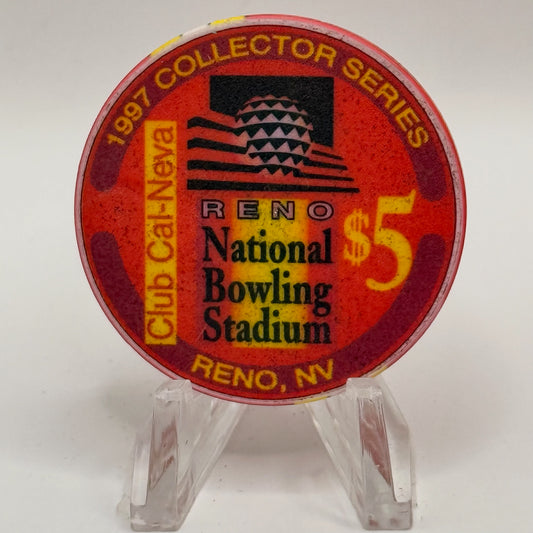 1997 COLLECTOR SERIES
Club Cal-Neva
RENO
National
Bowling
Stadium
$5
RENO, NV